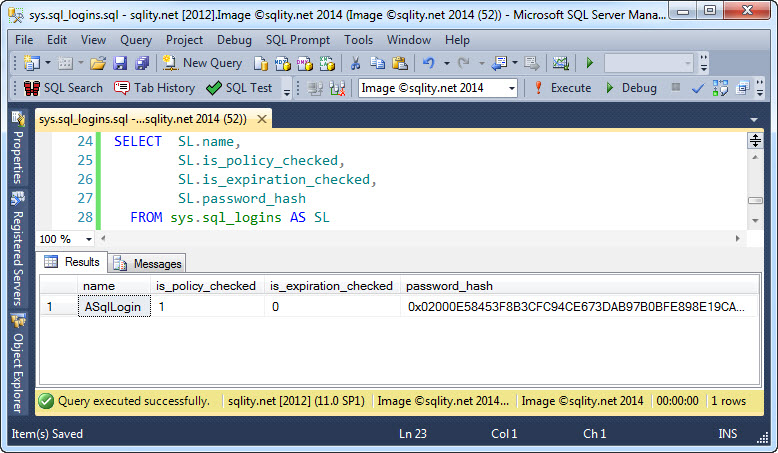 sys.sql_logins.sql - sqlity.net [2012].Image ©sqlity.net 2014 (Image ©sqlity.net 2014 (52)) - Microsoft SQL Server Mana...
File Edit View Query Project Debug SQL Prompt Tools Window Help
New Query
SQL Search Tab History SQL Test Image ©sqlity.net 2014 Execute Debug
sys.sql_logins.sql -...sqlity.net 2014 (52))
Properties
Registered Servers
Object Explorer
24 SELECT SL.name,
25 SL.is_policy_checked,
26 SL.is_expiration_checked,
27 SL.password_hash
28 FROM sys.sql_logins AS SL
100 %
Results Messages
name is_policy_checked is_expiration_checked password_hash
1 ASqlLogin 1 0 0x02000E58453F8B3CFC94CE673DAB97B0BFE898E19CA...
Query executed successfully. sqlity.net [2012] (11.0 SP1) Image ©sqlity.net 2014... Image ©sqlity.net 2014 00:00:00 1 rows
Item(s) Saved Ln 23 Col 1 Ch 1 INS